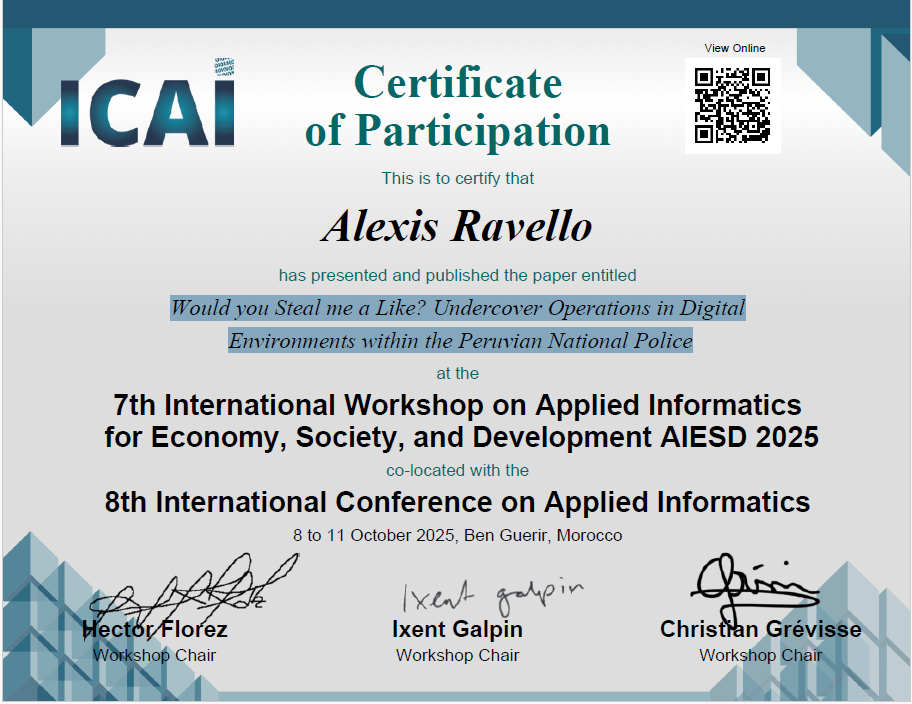 View Online
ICAI
Certificate
of Participation
This is to certify that
Alexis Ravello
has presented and published the paper entitled
Would you Steal me a Like? Undercover Operations in Digital
Environments within the Peruvian National Police
at the
7th International Workshop on Applied Informatics
for Economy, Society, and Development AIESD 2025
co-located with the
8th International Conference on Applied Informatics
8 to 11 October 2025, Ben Guerir, Morocco
Ixent galpin
Hector Florez
Ixent Galpin
Christian Grévisse
Workshop Chair
Workshop Chair
Workshop Chair